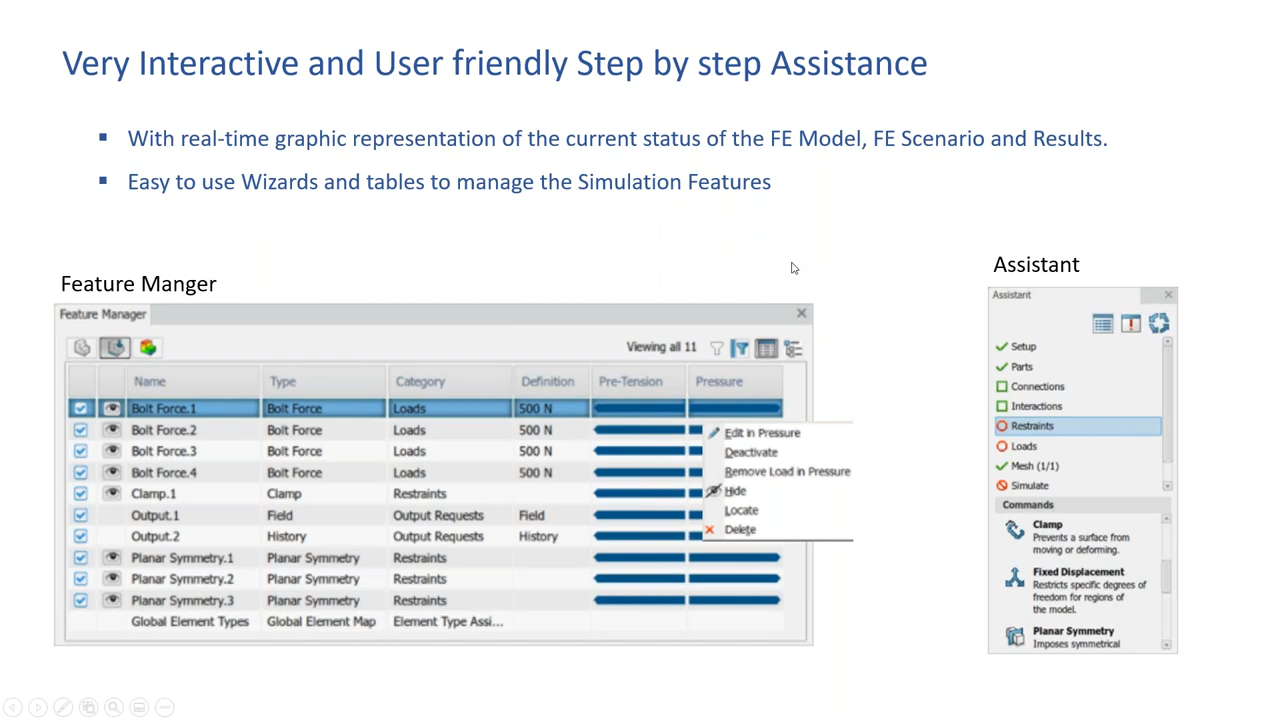 Very Interactive and User friendly Step by step Assistance
▪ With real-time graphic representation of the current status of the FE Model, FE Scenario and Results.
▪ Easy to use Wizards and tables to manage the Simulation Features
Feature Manger
Feature Manager
Viewing all 11
Name Type Category Definition Pre-Tension Pressure
Bolt Force.1 Bolt Force Loads 500 N
Bolt Force.2 Bolt Force Loads 500 N
Bolt Force.3 Bolt Force Loads 500 N
Bolt Force.4 Bolt Force Loads 500 N
Clamp.1 Clamp Restraints
Output.1 Field Output Requests Field
Output.2 History Output Requests History
Planar Symmetry.1 Planar Symmetry Restraints
Planar Symmetry.2 Planar Symmetry Restraints
Planar Symmetry.3 Planar Symmetry Restraints
Global Element Types Global Element Map Element Type Assi...
Edit in Pressure
Deactivate
Remove Load in Pressure
Hide
Locate
Delete
Assistant
Assistant
Setup
Parts
Connections
Interactions
Restraints
Loads
Mesh (1/1)
Simulate
Commands
Clamp
Prevents a surface from
moving or deforming.
Fixed Displacement
Restricts specific degrees of
freedom for regions of
the model.
Planar Symmetry
Imposes symmetrical